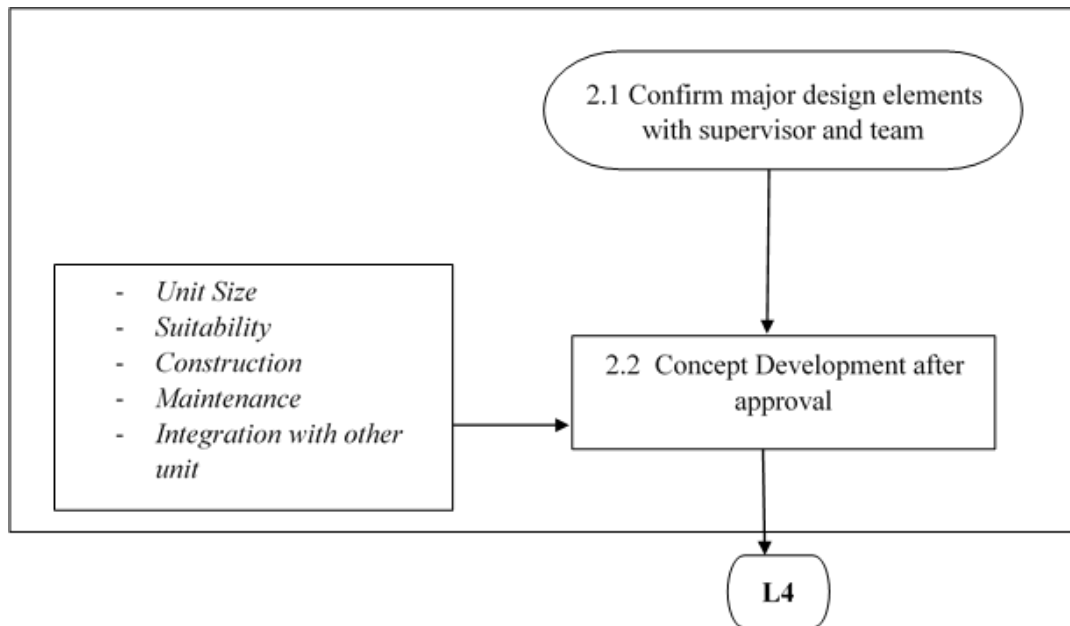 2.1 Confirm major design elements
with supervisor and team
- Unit Size
- Suitability
- Construction
- Maintenance
- Integration with other
unit
2.2 Concept Development after
approval
L4